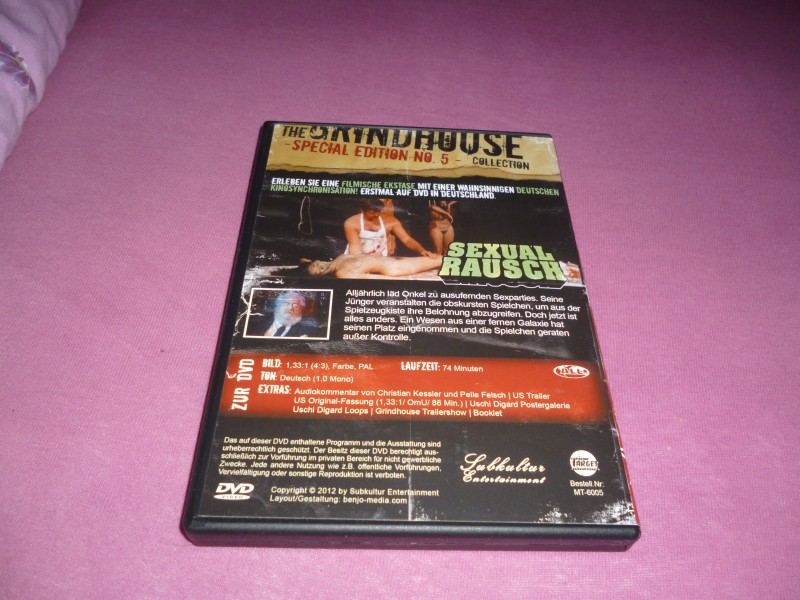 THE GRINDHOUSE
- SPECIAL EDITION NO. 5 - COLLECTION
ERLEBEN SIE EINE FILMISCHE EKSTASE MIT EINER WAHNSINNIGEN DEUTSCHEN
KINOSYNCHRONISATION! ERSTMAL AUF DVD IN DEUTSCHLAND.
SEXUAL
RAUSCH
Alljährlich läd Onkel zu ausufernden Sexparties. Seine
Jünger veranstalten die obskursten Spielchen, um aus der
Spielzeugkiste ihre Belohnung abzugreifen. Doch jetzt ist
alles anders. Ein Wesen aus einer fernen Galaxie hat
seinen Platz eingenommen und die Spielchen geraten
außer Kontrolle.
ZUR DVD
BILD: 1,33:1 (4:3), Farbe, PAL LAUFZEIT: 74 Minuten
TON: Deutsch (1.0 Mono)
EXTRAS: Audiokommentar von Christian Kessler und Pelle Felsch | US Trailer
US Original-Fassung (1,33:1/ OmU/ 86 Min.) | Uschi Digard Postergalerie
Uschi Digard Loops | Grindhouse Trailershow | Booklet
Das auf dieser DVD enthaltene Programm und die Ausstattung sind
urheberrechtlich geschützt. Der Besitz dieser DVD berechtigt aus-
schließlich zur Vorführung im privaten Bereich für nicht gewerbliche
Zwecke. Jede andere Nutzung wie z.B. öffentliche Vorführungen,
Vervielfältigung oder sonstige Reproduktion ist verboten.
Subkultur
Entertainment
TARGET
Bestell.Nr:
MT-6005
DVD
VIDEO
Copyright © 2012 by Subkultur Entertainment
Layout/Gestaltung: benjo-media.com